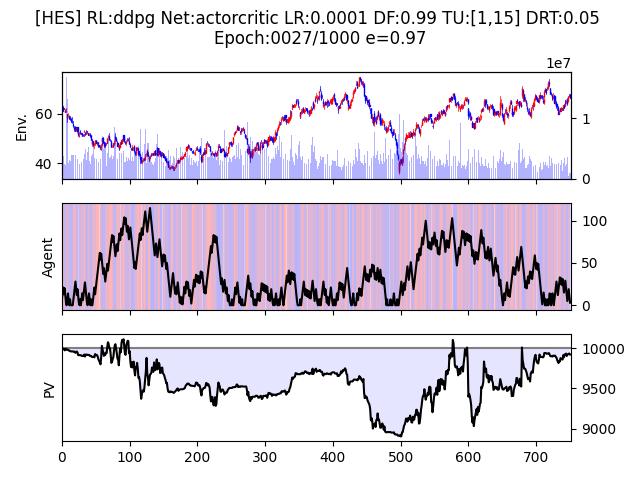 [HES] RL:ddpg Net:actorcritic LR:0.0001 DF:0.99 TU:[1,15] DRT:0.05
Epoch:0027/1000 e=0.97
1e7
Env.
60
40
1
0
Agent
100
50
0
PV
10000
9500
9000
0 100 200 300 400 500 600 700